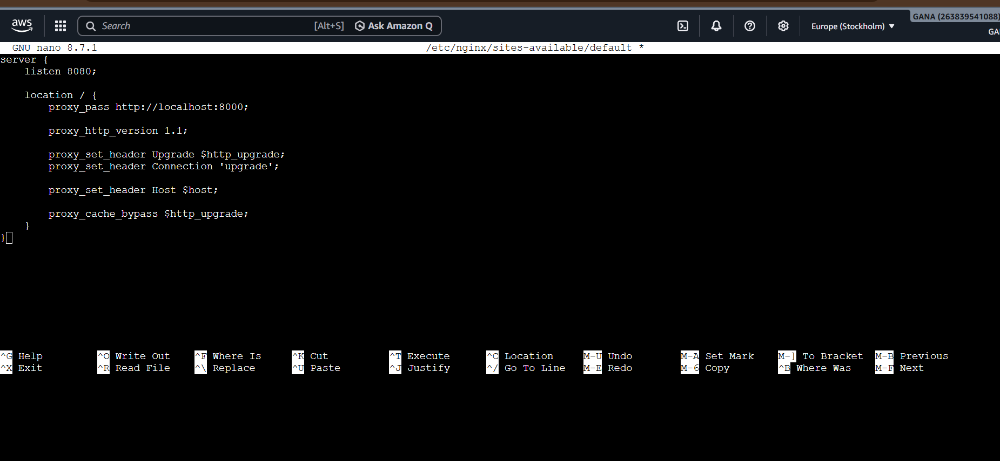 aws Search [Alt+S] Ask Amazon Q Europe (Stockholm) GANA (263839541088)
GA
GNU nano 8.7.1 /etc/nginx/sites-available/default *
server {
    listen 8080;
    location / {
        proxy_pass http://localhost:8000;
        proxy_http_version 1.1;
        proxy_set_header Upgrade $http_upgrade;
        proxy_set_header Connection 'upgrade';
        proxy_set_header Host $host;
        proxy_cache_bypass $http_upgrade;
    }
}
^G Help ^O Write Out ^F Where Is ^K Cut ^T Execute ^C Location M-U Undo M-A Set Mark M-] To Bracket M-B Previous
^X Exit ^R Read File ^\ Replace ^U Paste ^J Justify ^/ Go To Line M-E Redo M-6 Copy ^B Where Was M-F Next